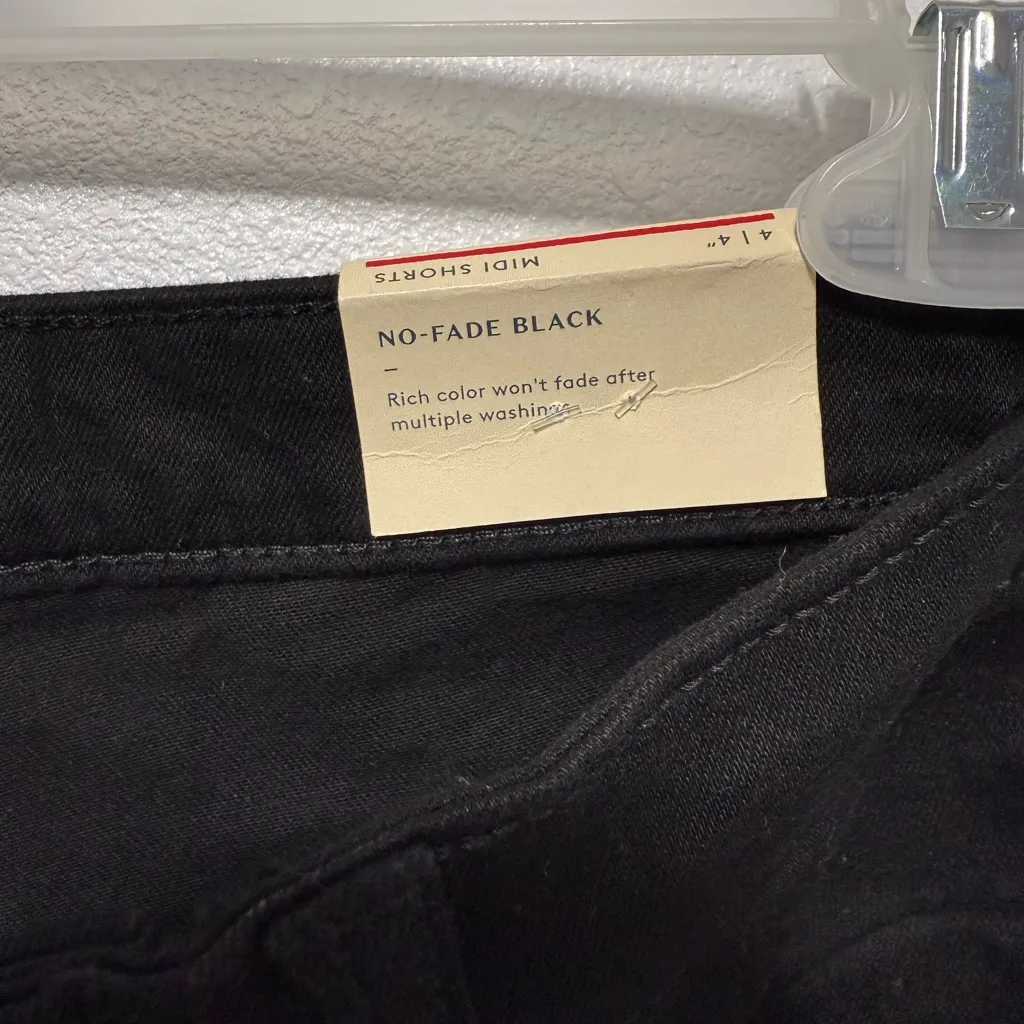 MIDI SHORTS 4 | 4"
NO-FADE BLACK
–
Rich color won't fade after
multiple washings